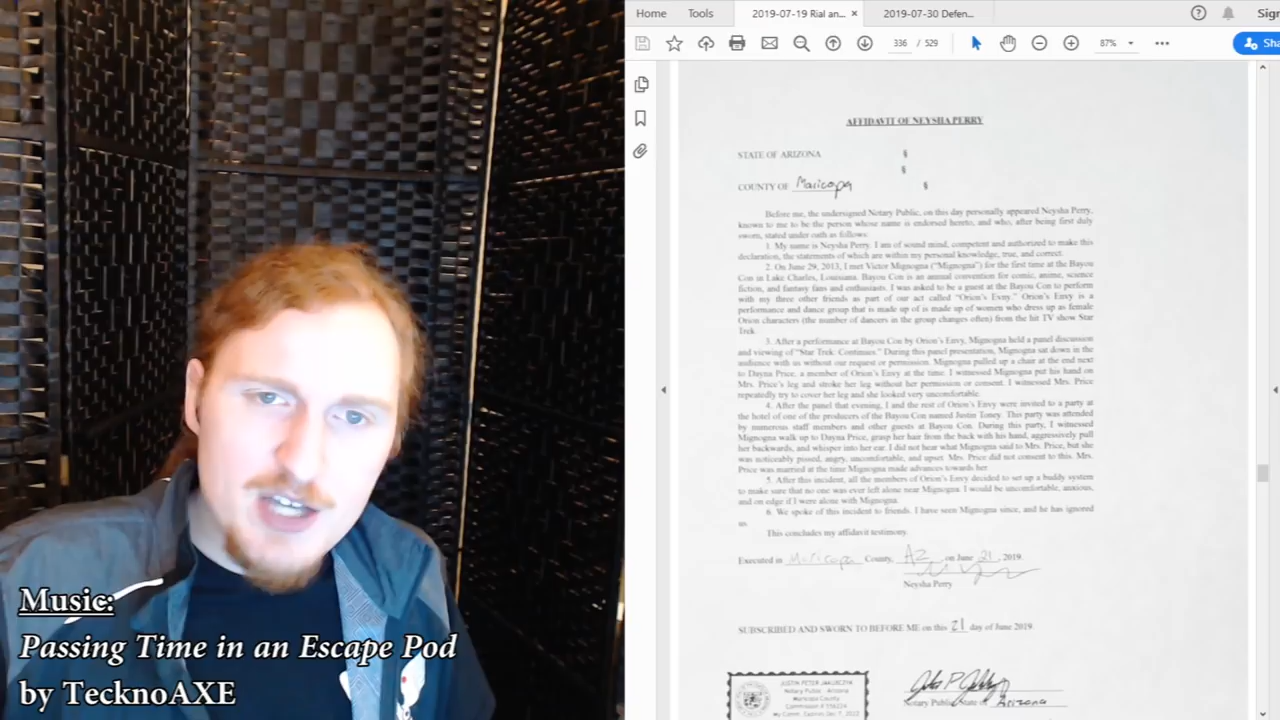 Home Tools 2019-07-19 Rial an... × 2019-07-30 Defen... Sign
336 / 529 87% Sha
AFFIDAVIT OF NEYSHA PERRY
STATE OF ARIZONA §
§
COUNTY OF Maricopa §
Before me, the undersigned Notary Public, on this day personally appeared Neysha Perry,
known to me to be the person whose name is endorsed hereto, and who, after being first duly
sworn, stated under oath as follows:
1. My name is Neysha Perry. I am of sound mind, competent and authorized to make this
declaration, the statements of which are within my personal knowledge, true, and correct.
2. On June 29, 2013, I met Victor Mignogna ("Mignogna") for the first time at the Bayou
Con in Lake Charles, Louisiana. Bayou Con is an annual convention for comic, anime, science
fiction, and fantasy fans and enthusiasts. I was asked to be a guest at the Bayou Con to perform
with my three other friends as part of our act called "Orion's Evny." Orion's Envy is a
performance and dance group that is made up of is made up of women who dress up as female
Orion characters (the number of dancers in the group changes often) from the hit TV show Star
Trek.
3. After a performance at Bayou Con by Orion's Envy, Mignogna held a panel discussion
and viewing of "Star Trek: Continues." During this panel presentation, Mignogna sat down in the
audience with us without our request or permission. Mignogna pulled up a chair at the end next
to Dayna Price, a member of Orion's Envy at the time. I witnessed Mignogna put his hand on
Mrs. Price's leg and stroke her leg without her permission or consent. I witnessed Mrs. Price
repeatedly try to cover her leg and she looked very uncomfortable.
4. After the panel that evening, I and the rest of Orion's Envy were invited to a party at
the hotel of one of the producers of the Bayou Con named Justin Toney. This party was attended
by numerous staff members and other guests at Bayou Con. During this party, I witnessed
Mignogna walk up to Dayna Price, grasp her hair from the back with his hand, aggressively pull
her backwards, and whisper into her ear. I did not hear what Mignogna said to Mrs. Price, but she
was noticeably pissed, angry, uncomfortable, and upset. Mrs. Price did not consent to this. Mrs.
Price was married at the time Mignogna made advances towards her.
5. After this incident, all the members of Orion's Envy decided to set up a buddy system
to make sure that no one was ever left alone near Mignogna. I would be uncomfortable, anxious,
and on edge if I were alone with Mignogna.
6. We spoke of this incident to friends. I have seen Mignogna since, and he has ignored
us.
This concludes my affidavit testimony.
Executed in Maricopa County, AZ on June 21, 2019.
Neysha Perry
SUBSCRIBED AND SWORN TO BEFORE ME on this 21 day of June 2019.
JUSTIN PETER
Notary Public - Arizona
Maricopa County
Commission #
My Comm. Expires Dec 7, 2022
Notary Public, State of Arizona
Music:
Passing Time in an Escape Pod
by TecknoAXE